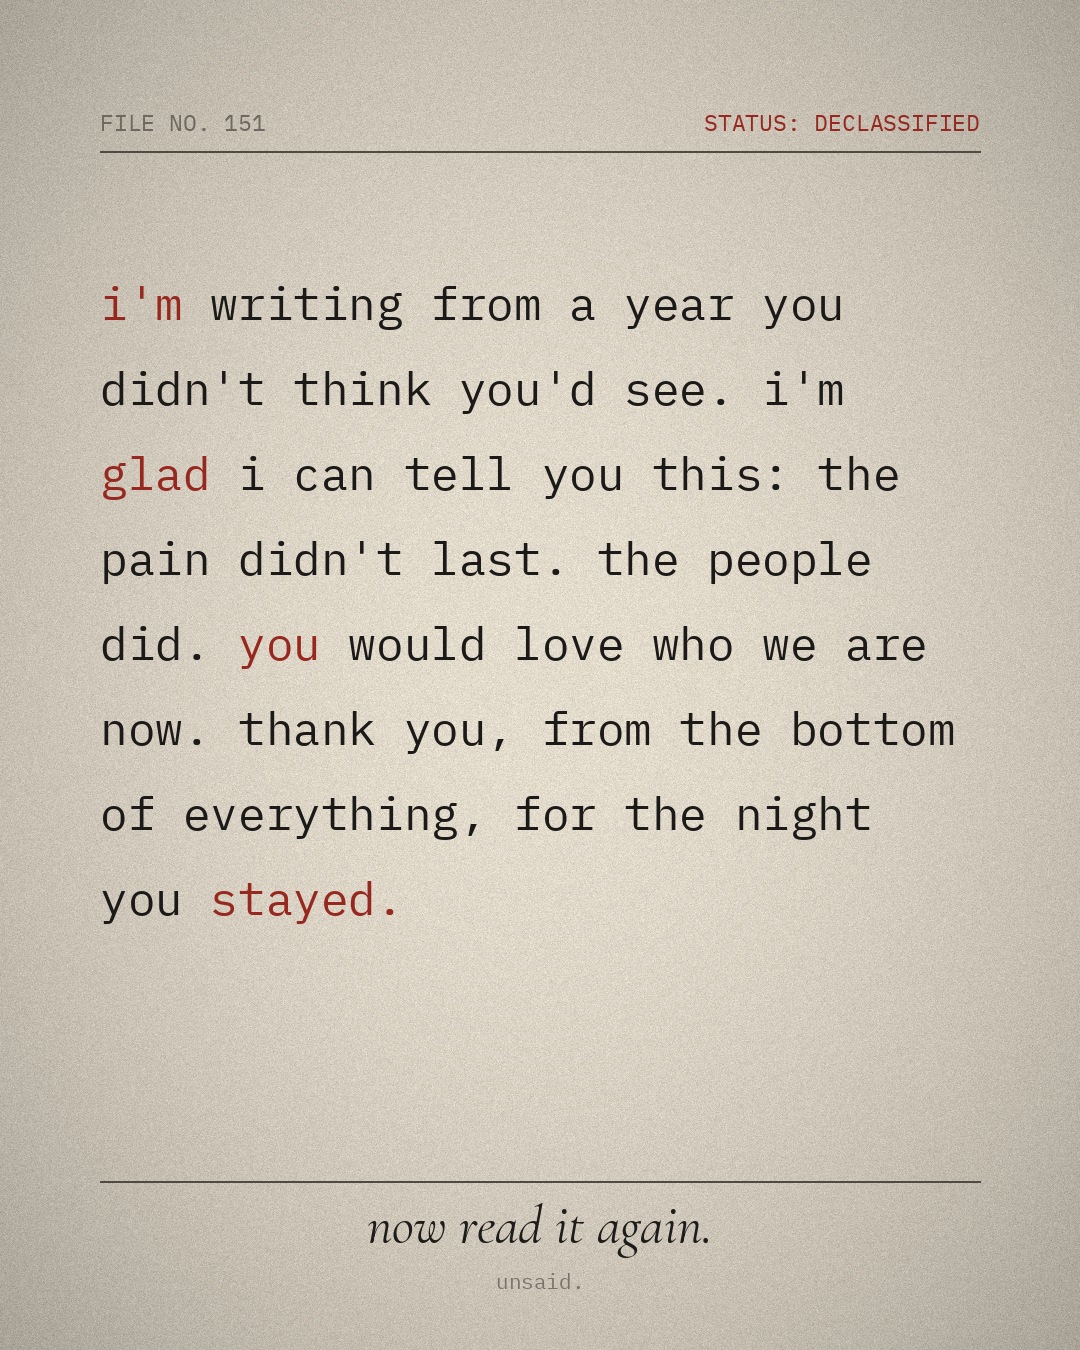 FILE NO. 151
STATUS: DECLASSIFIED
i'm writing from a year you
didn't think you'd see. i'm
glad i can tell you this: the
pain didn't last. the people
did. you would love who we are
now. thank you, from the bottom
of everything, for the night
you stayed.
now read it again.
unsaid.